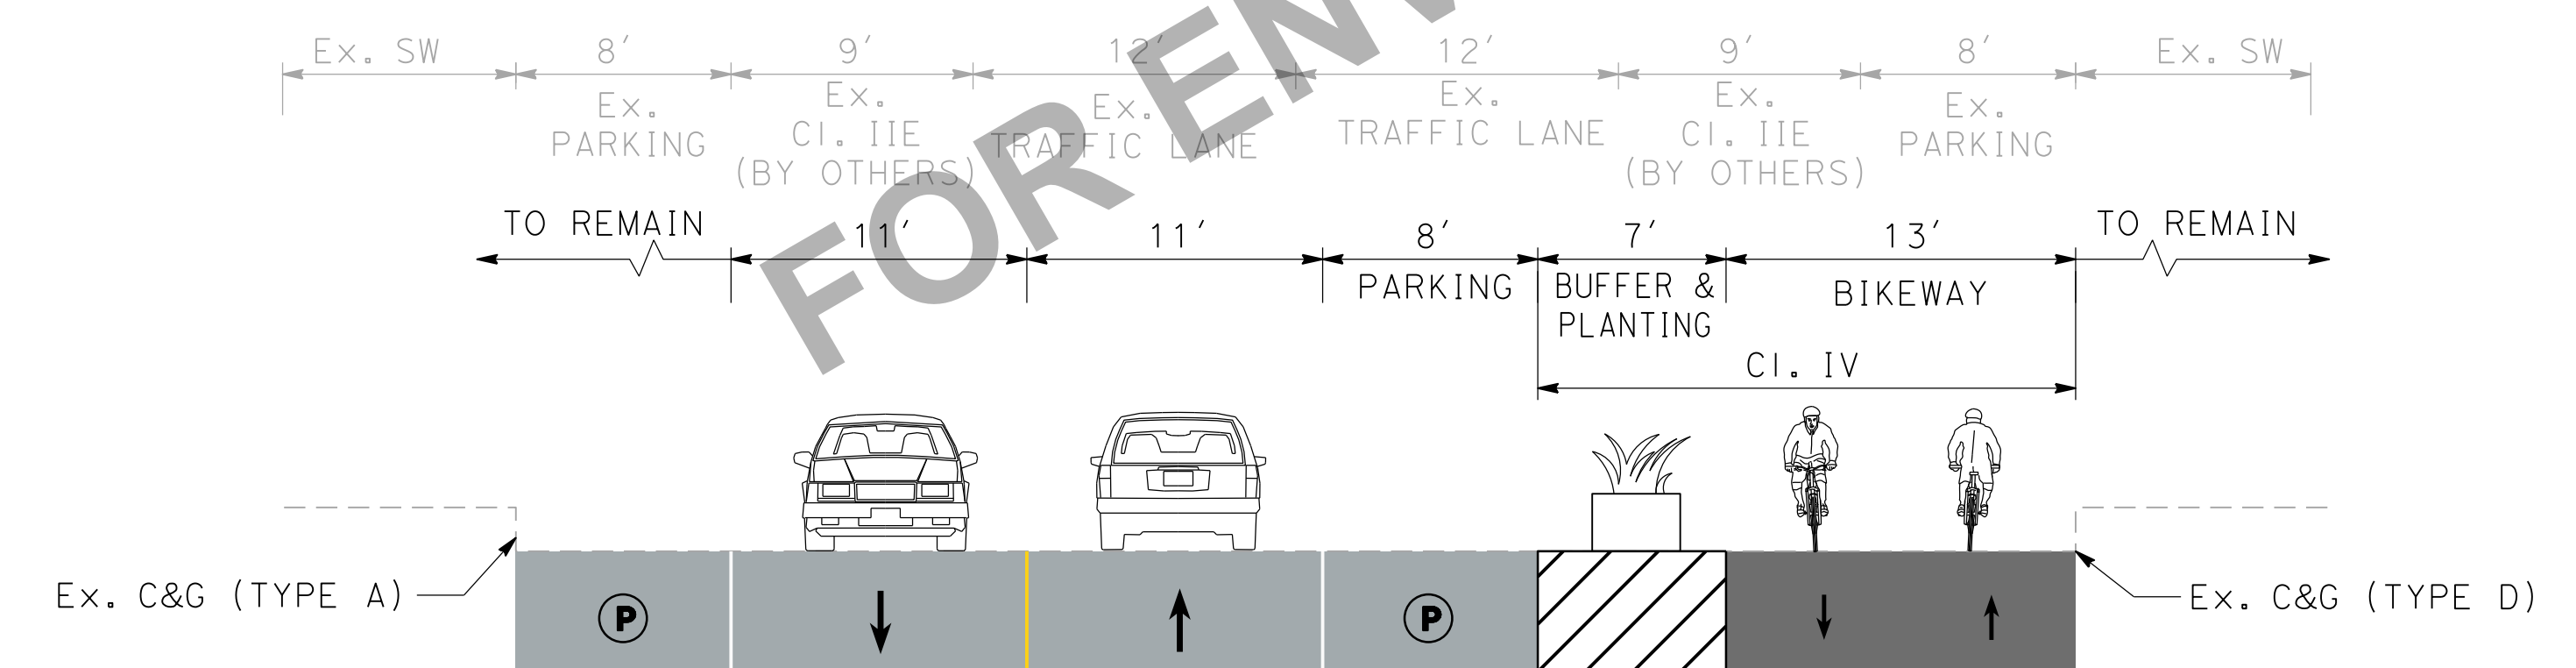 Ex. SW 8' 9' 12' 12' 9' 8' Ex. SW
Ex. Ex. Ex. Ex. Ex. Ex.
PARKING Cl. IIE TRAFFIC LANE TRAFFIC LANE Cl. IIE PARKING
(BY OTHERS) (BY OTHERS)
FOR ENV
TO REMAIN 11' 11' 8' 7' 13' TO REMAIN
PARKING BUFFER & BIKEWAY
PLANTING
Cl. IV
Ex. C&G (TYPE A) Ex. C&G (TYPE D)
P P